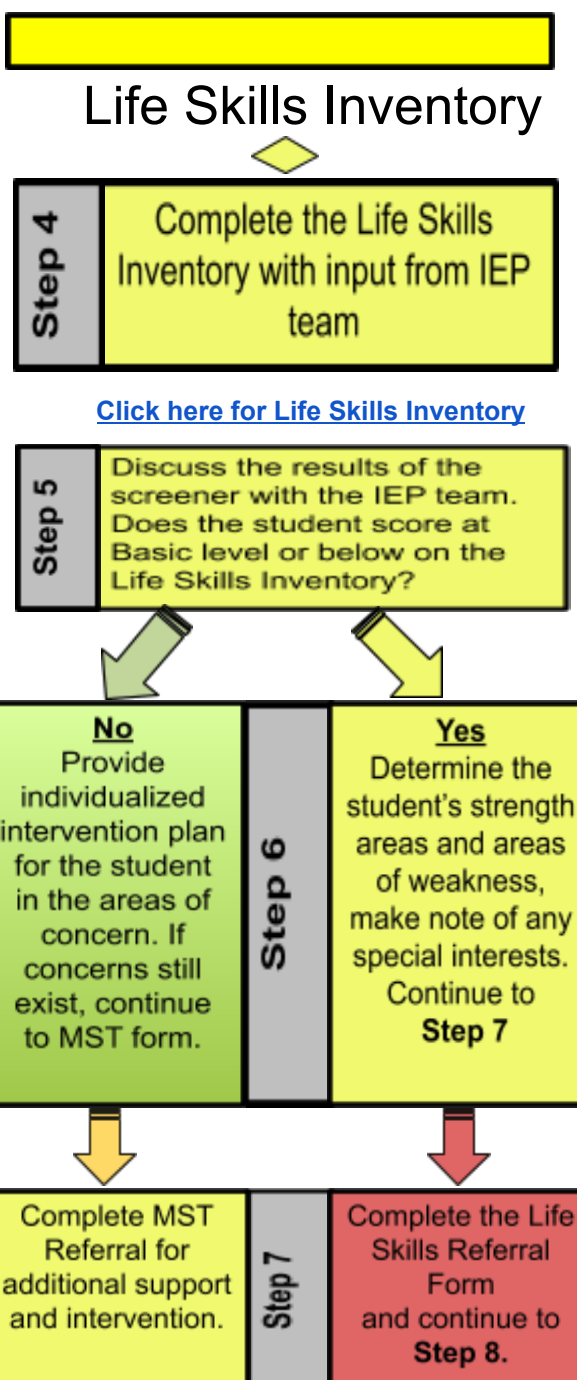 Life Skills Inventory
Step 4
Complete the Life Skills
Inventory with input from IEP
team
Click here for Life Skills Inventory
Step 5
Discuss the results of the
screener with the IEP team.
Does the student score at
Basic level or below on the
Life Skills Inventory?
No
Provide
individualized
intervention plan
for the student
in the areas of
concern. If
concerns still
exist, continue
to MST form.
Step 6
Yes
Determine the
student's strength
areas and areas
of weakness,
make note of any
special interests.
Continue to
Step 7
Complete MST
Referral for
additional support
and intervention.
Step 7
Complete the Life
Skills Referral
Form
and continue to
Step 8.